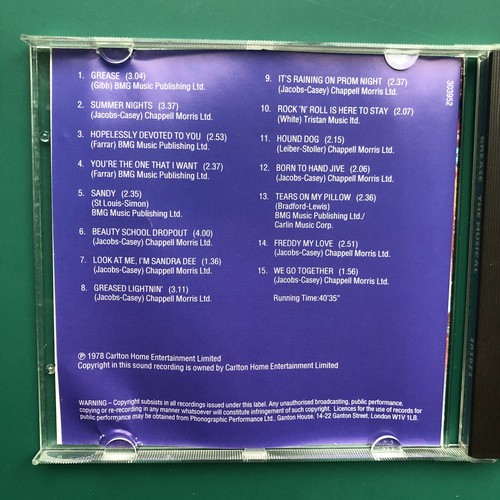 1. GREASE (3.04)
(Gibb) BMG Music Publishing Ltd.
2. SUMMER NIGHTS (3.37)
(Jacobs-Casey) Chappell Morris Ltd.
3. HOPELESSLY DEVOTED TO YOU (2.53)
(Farrar) BMG Music Publishing Ltd.
4. YOU'RE THE ONE THAT I WANT (2.37)
(Farrar) BMG Music Publishing Ltd.
5. SANDY (2.35)
(St Louis-Simon)
BMG Music Publishing Ltd.
6. BEAUTY SCHOOL DROPOUT (4.00)
(Jacobs-Casey) Chappell Morris Ltd.
7. LOOK AT ME, I'M SANDRA DEE (1.36)
(Jacobs-Casey) Chappell Morris Ltd.
8. GREASED LIGHTNIN' (3.11)
(Jacobs-Casey) Chappell Morris Ltd.
9. IT'S RAINING ON PROM NIGHT (2.37)
(Jacobs-Casey) Chappell Morris Ltd.
10. ROCK 'N' ROLL IS HERE TO STAY (2.07)
(White) Tristan Music ltd.
11. HOUND DOG (2.15)
(Leiber-Stoller) Chappell Morris Ltd.
12. BORN TO HAND JIVE (2.06)
(Jacobs-Casey) Chappell Morris Ltd.
13. TEARS ON MY PILLOW (2.36)
(Bradford-Lewis)
BMG Music Publishing Ltd./
Carlin Music Corp.
14. FREDDY MY LOVE (2.51)
(Jacobs-Casey) Chappell Morris Ltd.
15. WE GO TOGETHER (1.56)
(Jacobs-Casey) Chappell Morris Ltd.
Running Time:40'35"
303952
℗ 1978 Carlton Home Entertainment Limited
Copyright in this sound recording is owned by Carlton Home Entertainment Limited
WARNING – Copyright subsists in all recordings issued under this label. Any unauthorised broadcasting, public performance,
copying or re-recording in any manner whatsoever will constitute infringement of such copyright. Licences for the use of records for
public performance may be obtained from Phonographic Performance Ltd., Ganton House, 14-22 Ganton Street, London W1V 1LB.
GREASE THE MUSICAL